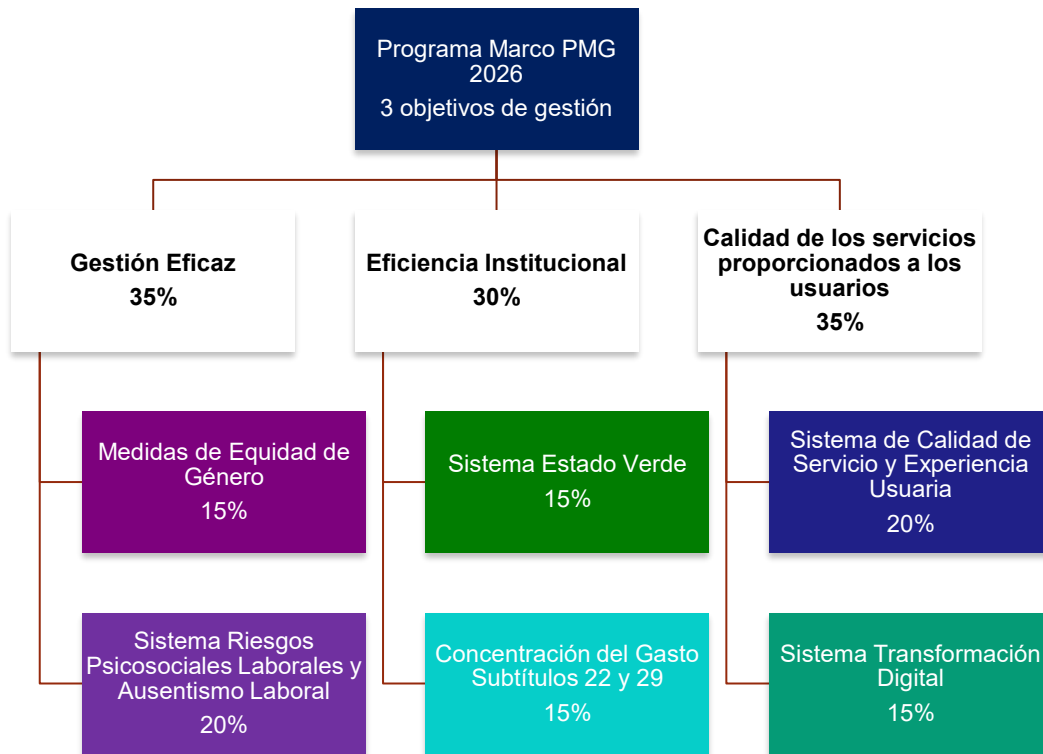 Programa Marco PMG
2026
3 objetivos de gestión
Gestión Eficaz
35%
Eficiencia Institucional
30%
Calidad de los servicios
proporcionados a los
usuarios
35%
Medidas de Equidad de
Género
15%
Sistema Estado Verde
15%
Sistema de Calidad de
Servicio y Experiencia
Usuaria
20%
Sistema Riesgos
Psicosociales Laborales y
Ausentismo Laboral
20%
Concentración del Gasto
Subtítulos 22 y 29
15%
Sistema Transformación
Digital
15%